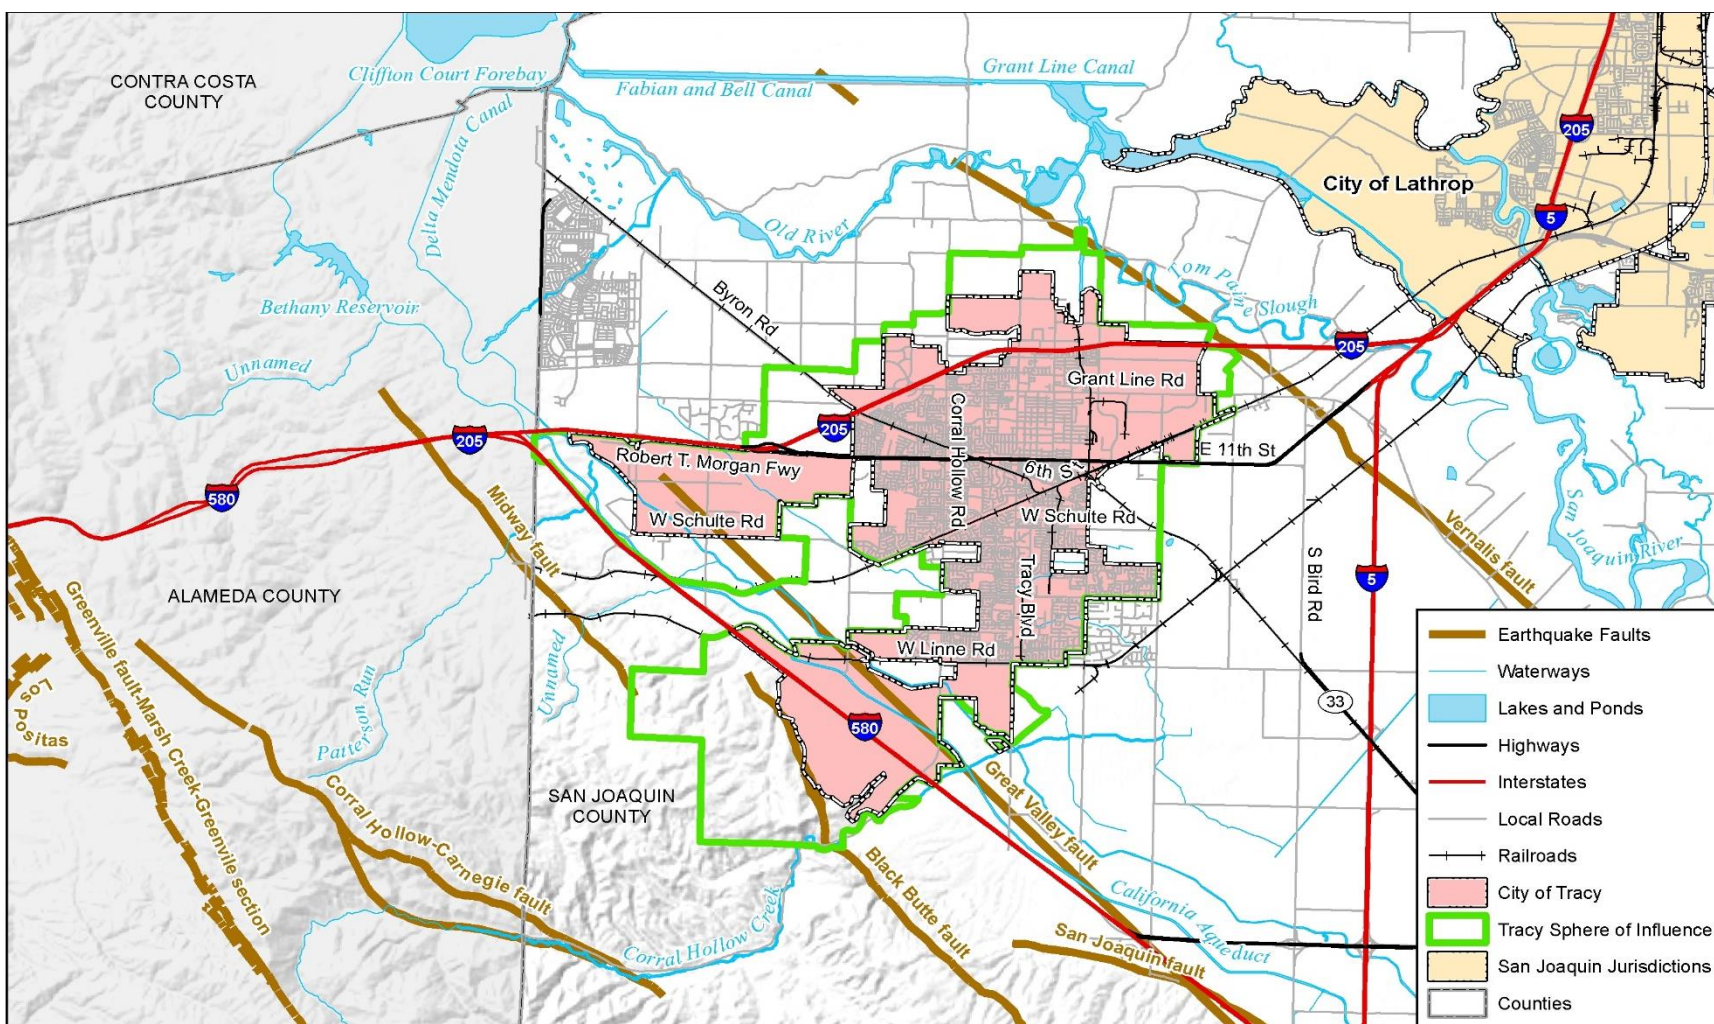 CONTRA COSTA
COUNTY
Cliffton Court Forebay
Grant Line Canal
Fabian and Bell Canal
Delta Mendota Canal
205
City of Lathrop
5
Old River
Tom Paine Slough
Byron Rd
Bethany Reservoir
Unnamed
205
Grant Line Rd
Corral Hollow Rd
205
205
Robert T. Morgan Fwy
6th St
E 11th St
580
Midway fault
W Schulte Rd
W Schulte Rd
Vernalis fault
San Joaquin River
S Bird Rd
5
Greenville fault-Marsh Creek-Greenvile section
ALAMEDA COUNTY
Tracy Blvd
Unnamed
W Linne Rd
Los Positas
Patterson Run
580
33
Corral Hollow-Carnegie fault
SAN JOAQUIN
COUNTY
Great Valley fault
Black Butte fault
California Aqueduct
Corral Hollow Creek
San Joaquin fault
Earthquake Faults
Waterways
Lakes and Ponds
Highways
Interstates
Local Roads
Railroads
City of Tracy
Tracy Sphere of Influence
San Joaquin Jurisdictions
Counties